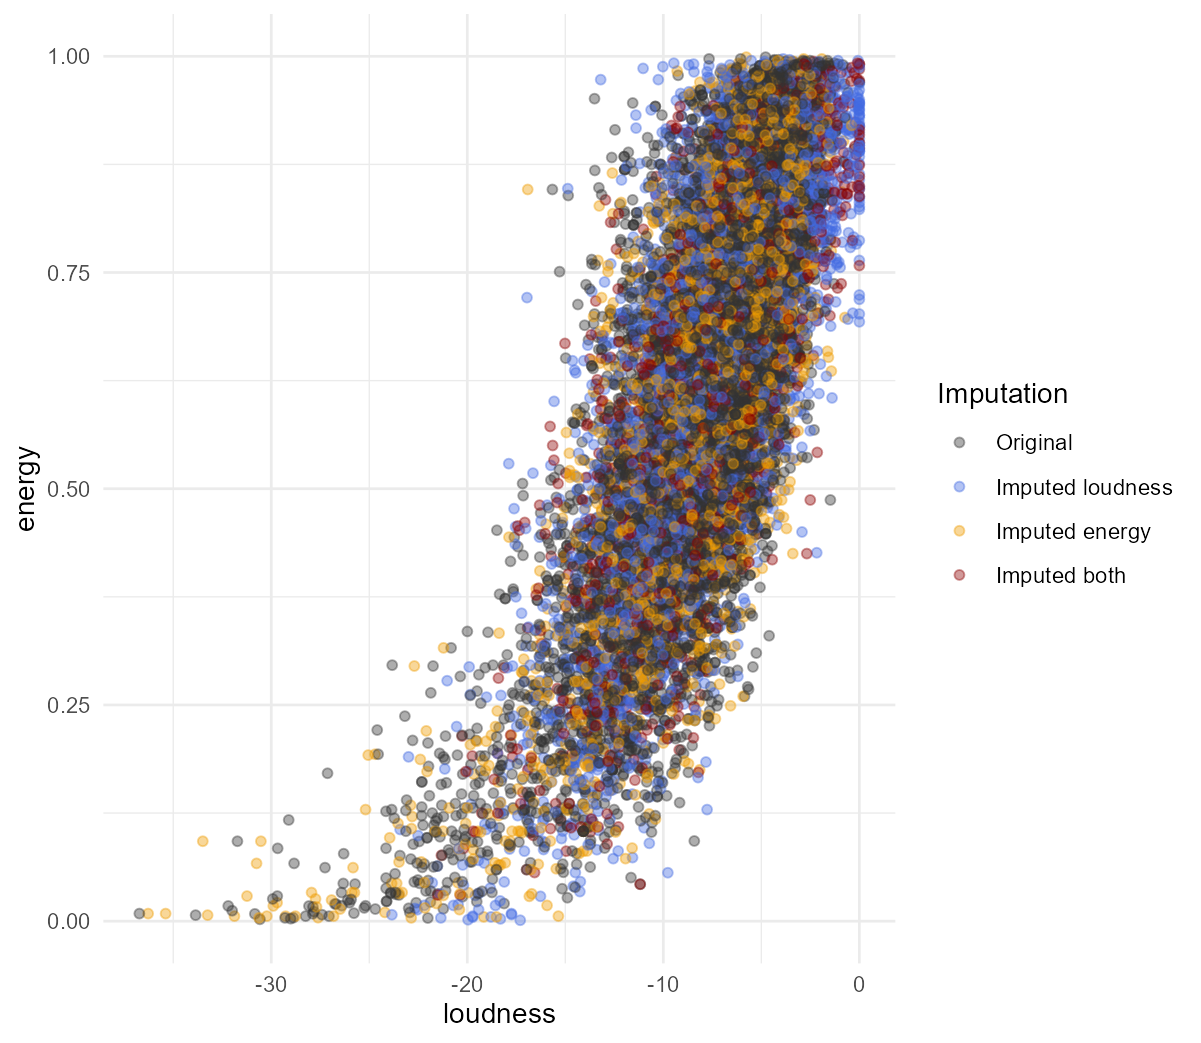 1.00
0.75
0.50
0.25
0.00
energy
-30
-20
-10
0
loudness
Imputation
Original
Imputed loudness
Imputed energy
Imputed both